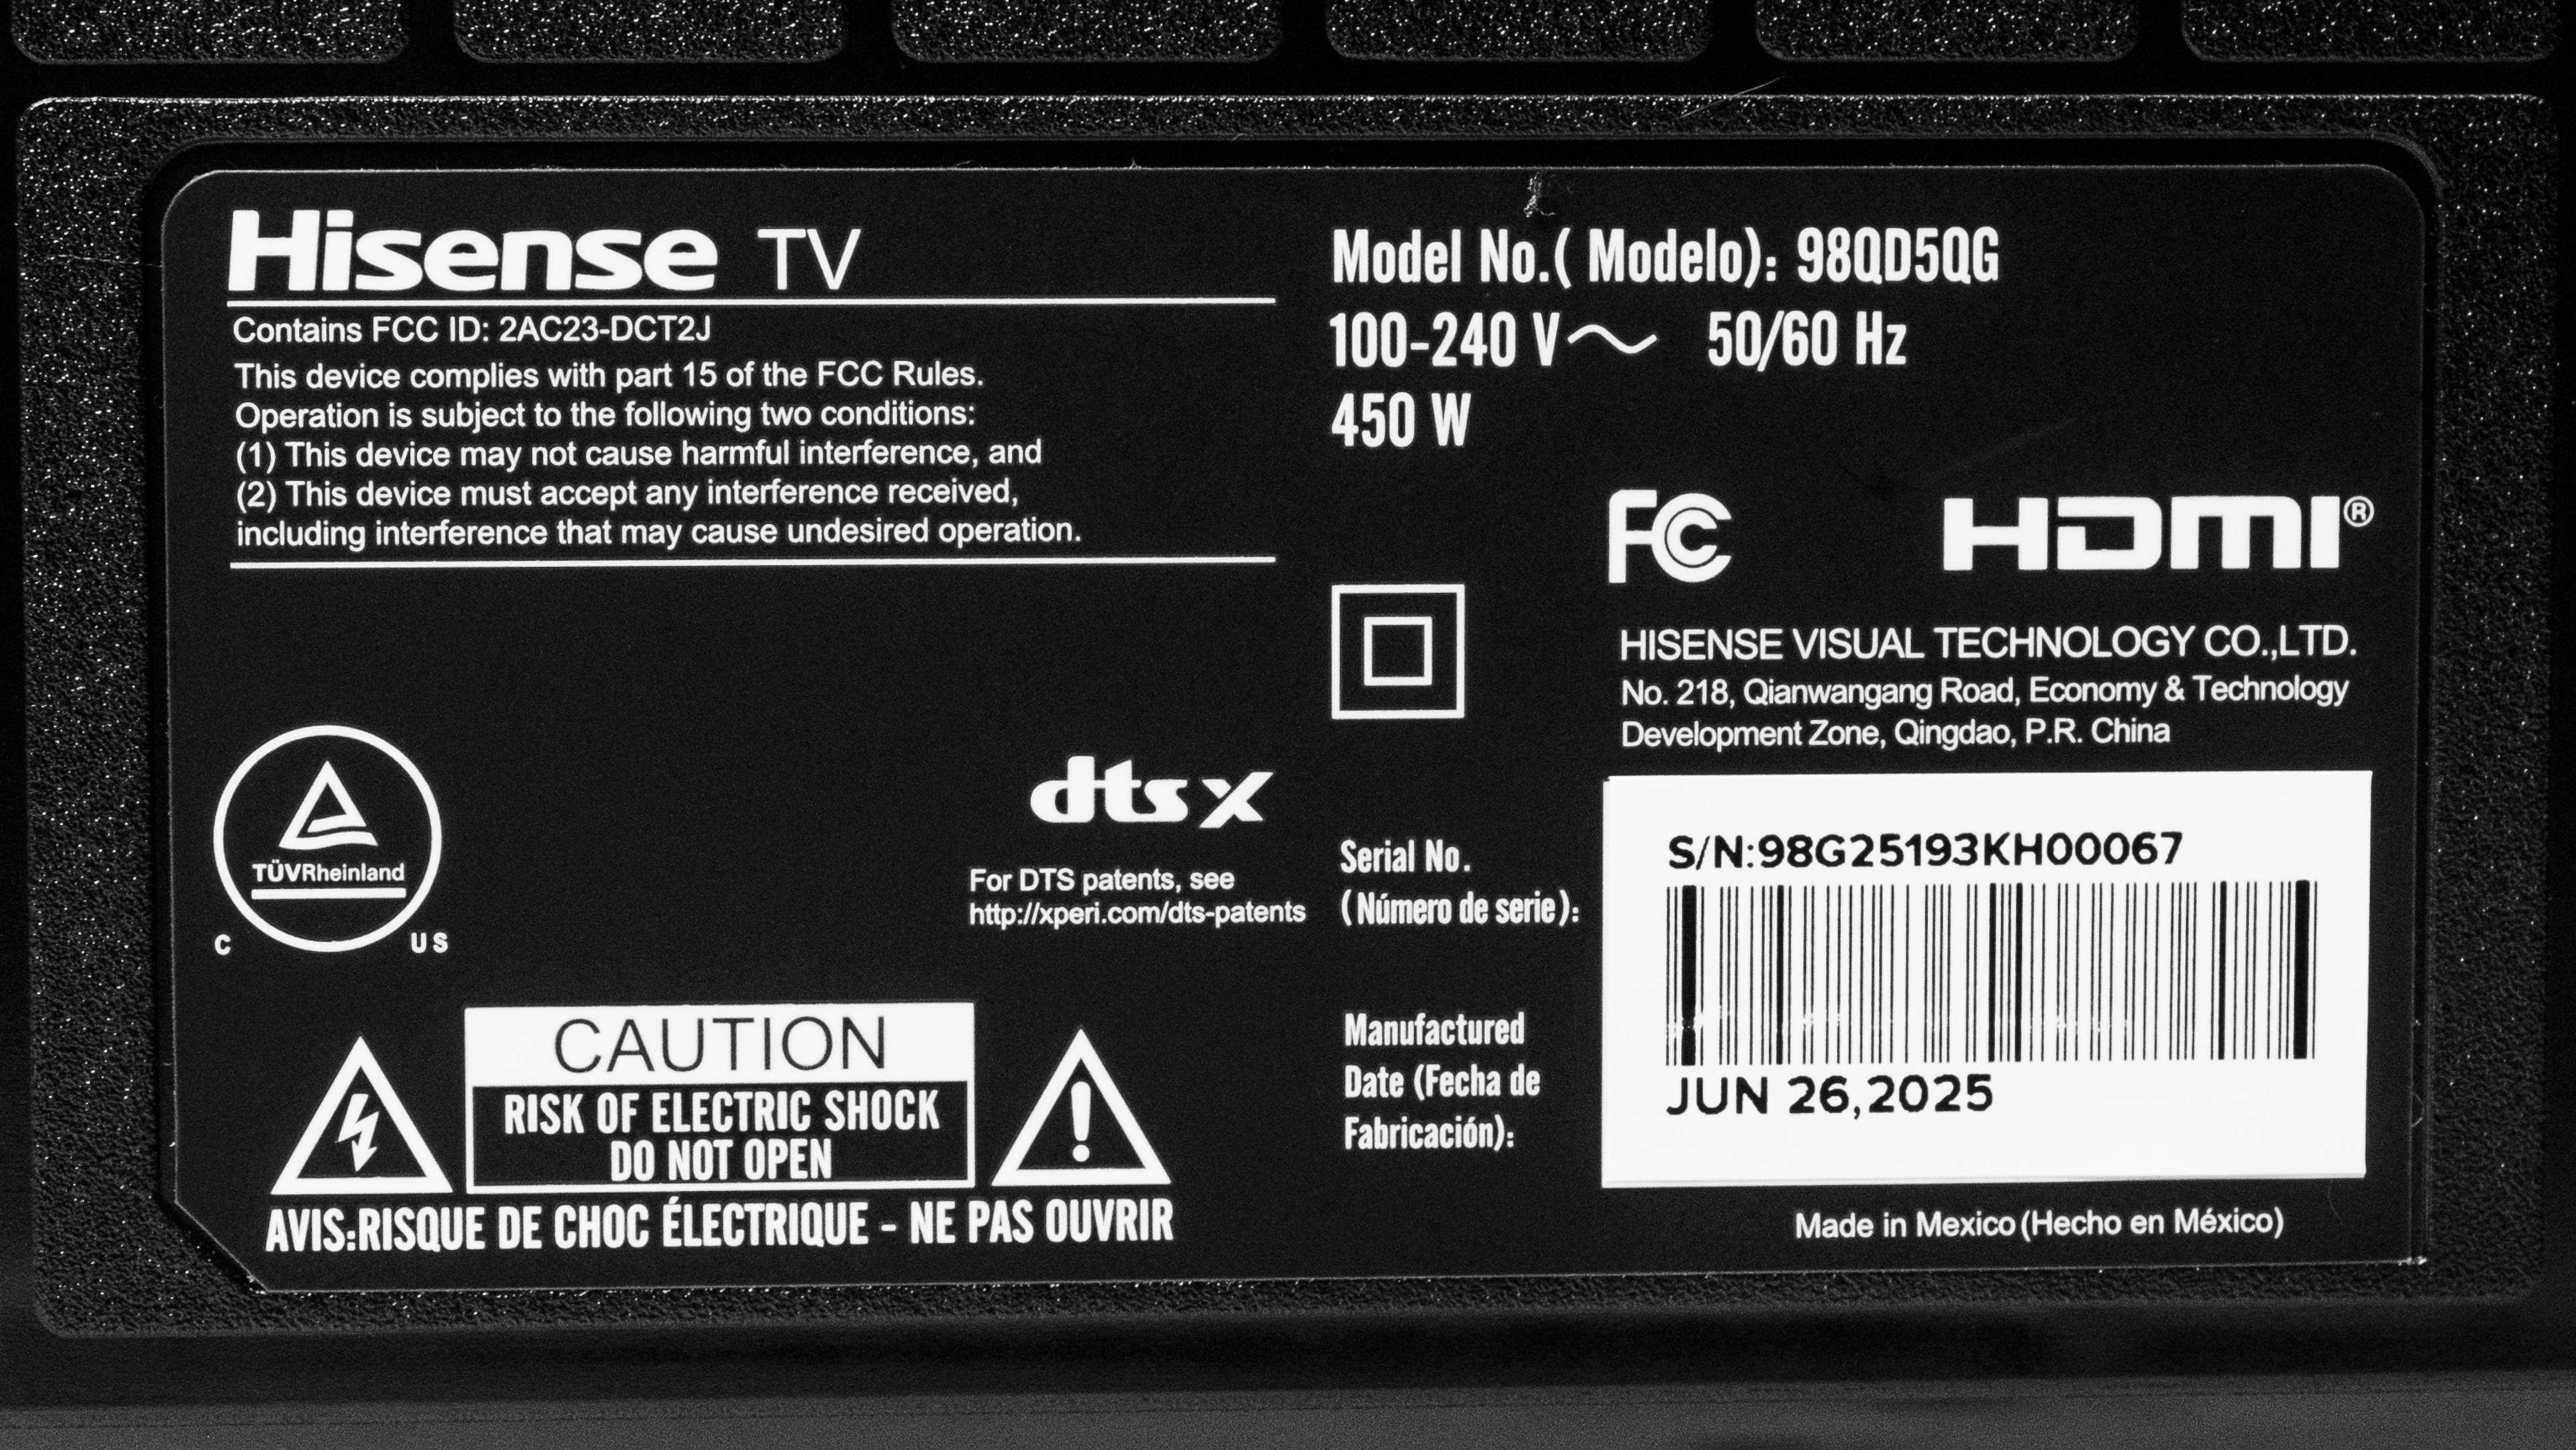 Hisense TV
Contains FCC ID: 2AC23-DCT2J
This device complies with part 15 of the FCC Rules.
Operation is subject to the following two conditions:
(1) This device may not cause harmful interference, and
(2) This device must accept any interference received,
including interference that may cause undesired operation.
TÜVRheinland
C US
dts x
For DTS patents, see
http://xperi.com/dts-patents
CAUTION
RISK OF ELECTRIC SHOCK
DO NOT OPEN
AVIS:RISQUE DE CHOC ÉLECTRIQUE - NE PAS OUVRIR
Model No.( Modelo): 98QD5QG
100-240 V~ 50/60 Hz
450 W
FC HDMI®
HISENSE VISUAL TECHNOLOGY CO.,LTD.
No. 218, Qianwangang Road, Economy & Technology
Development Zone, Qingdao, P.R. China
Serial No.
(Número de serie):
S/N:98G25193KH00067
Manufactured
Date (Fecha de
Fabricación):
JUN 26,2025
Made in Mexico (Hecho en México)